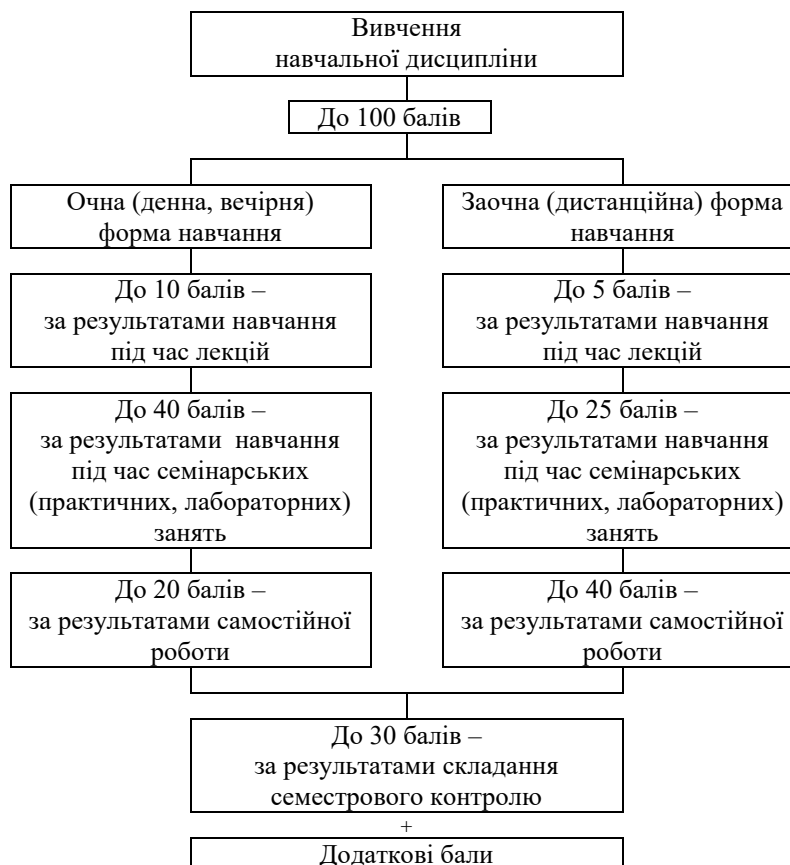 Вивчення
навчальної дисципліни
До 100 балів
Очна (денна, вечірня)
форма навчання
До 10 балів –
за результатами навчання
під час лекцій
До 40 балів –
за результатами навчання
під час семінарських
(практичних, лабораторних)
занять
До 20 балів –
за результатами самостійної
роботи
Заочна (дистанційна) форма
навчання
До 5 балів –
за результатами навчання
під час лекцій
До 25 балів –
за результатами навчання
під час семінарських
(практичних, лабораторних)
занять
До 40 балів –
за результатами самостійної
роботи
До 30 балів –
за результатами складання
семестрового контролю
+
Додаткові бали